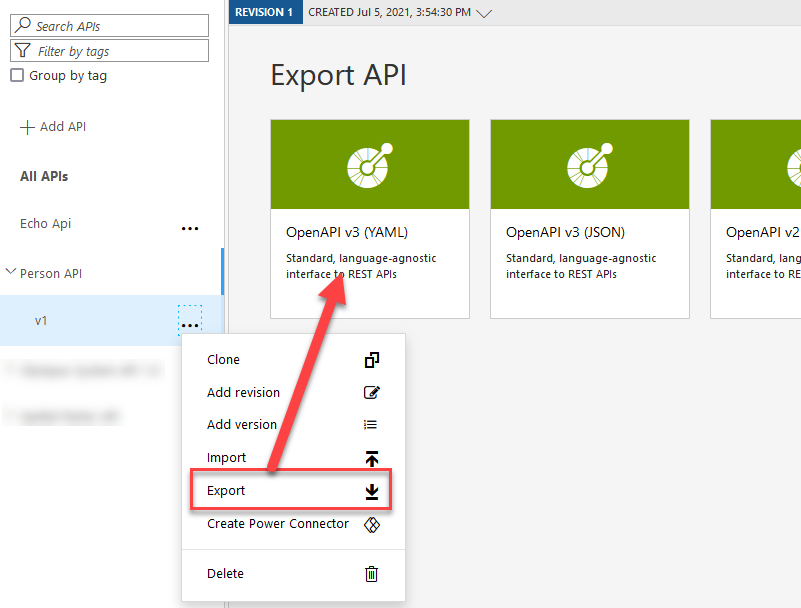 Search APIs
Filter by tags
Group by tag
Add API
All APIs
Echo Api
Person API
v1
REVISION 1 CREATED Jul 5, 2021, 3:54:30 PM
Export API
OpenAPI v3 (YAML)
Standard, language-agnostic
interface to REST APIs
OpenAPI v3 (JSON)
Standard, language-agnostic
interface to REST APIs
OpenAPI v2
Standard, lang
interface to RE
Clone
Add revision
Add version
Import
Export
Create Power Connector
Delete